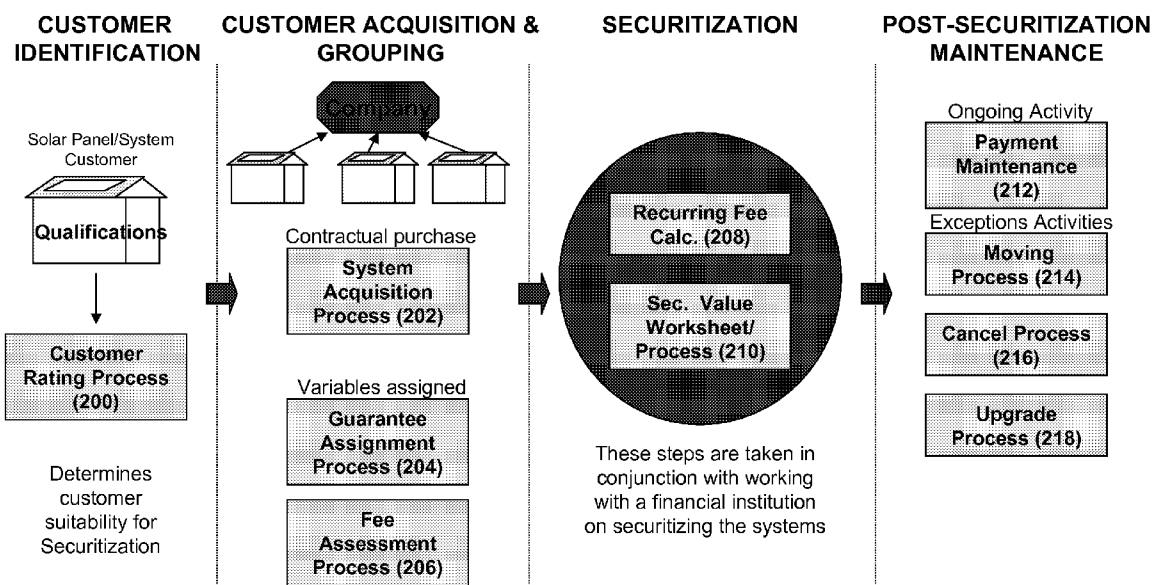 CUSTOMER
IDENTIFICATION
Solar Panel/System
Customer
Qualifications
Customer
Rating Process
(200)
Determines
customer
suitability for
Securitization
CUSTOMER ACQUISITION &
GROUPING
Company
Contractual purchase
System
Acquisition
Process (202)
Variables assigned
Guarantee
Assignment
Process (204)
Fee
Assessment
Process (206)
SECURITIZATION
Recurring Fee
Calc. (208)
Sec. Value
Worksheet/
Process (210)
These steps are taken in
conjunction with working
with a financial institution
on securitizing the systems
POST-SECURITIZATION
MAINTENANCE
Ongoing Activity
Payment
Maintenance
(212)
Exceptions Activities
Moving
Process (214)
Cancel Process
(216)
Upgrade
Process (218)